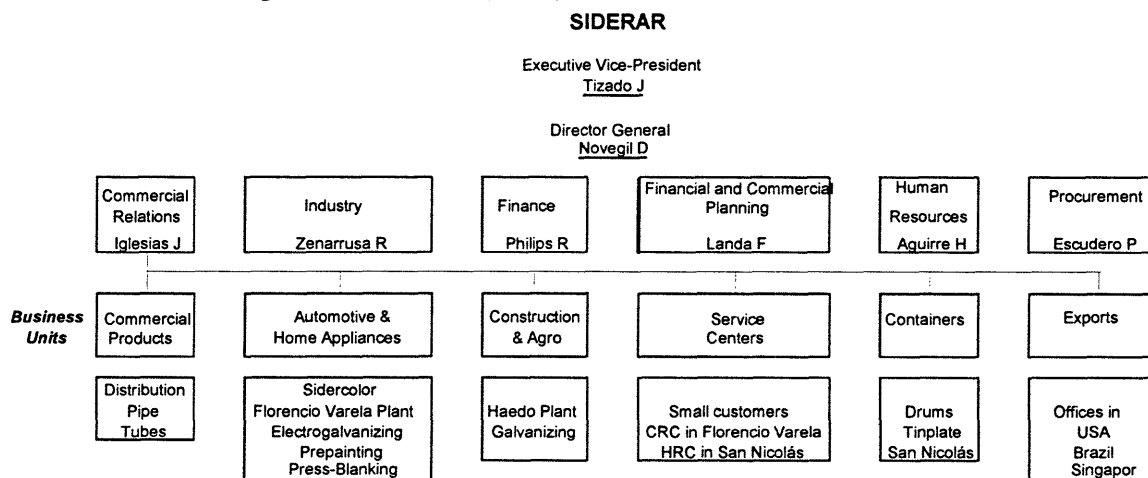 SIDERAR
Executive Vice-President
Tizado J
Director General
Novegil D
Commercial
Relations
Iglesias J
Industry
Zenarrusa R
Finance
Philips R
Financial and Commercial
Planning
Landa F
Human
Resources
Aguirre H
Procurement
Escudero P
Business
Units
Commercial
Products
Automotive &
Home Appliances
Construction
& Agro
Service
Centers
Containers
Exports
Distribution
Pipe
Tubes
Sidercolor
Florencio Varela Plant
Electrogalvanizing
Prepainting
Press-Blanking
Haedo Plant
Galvanizing
Small customers
CRC in Florencio Varela
HRC in San Nicolás
Drums
Tinplate
San Nicolás
Offices in
USA
Brazil
Singapor